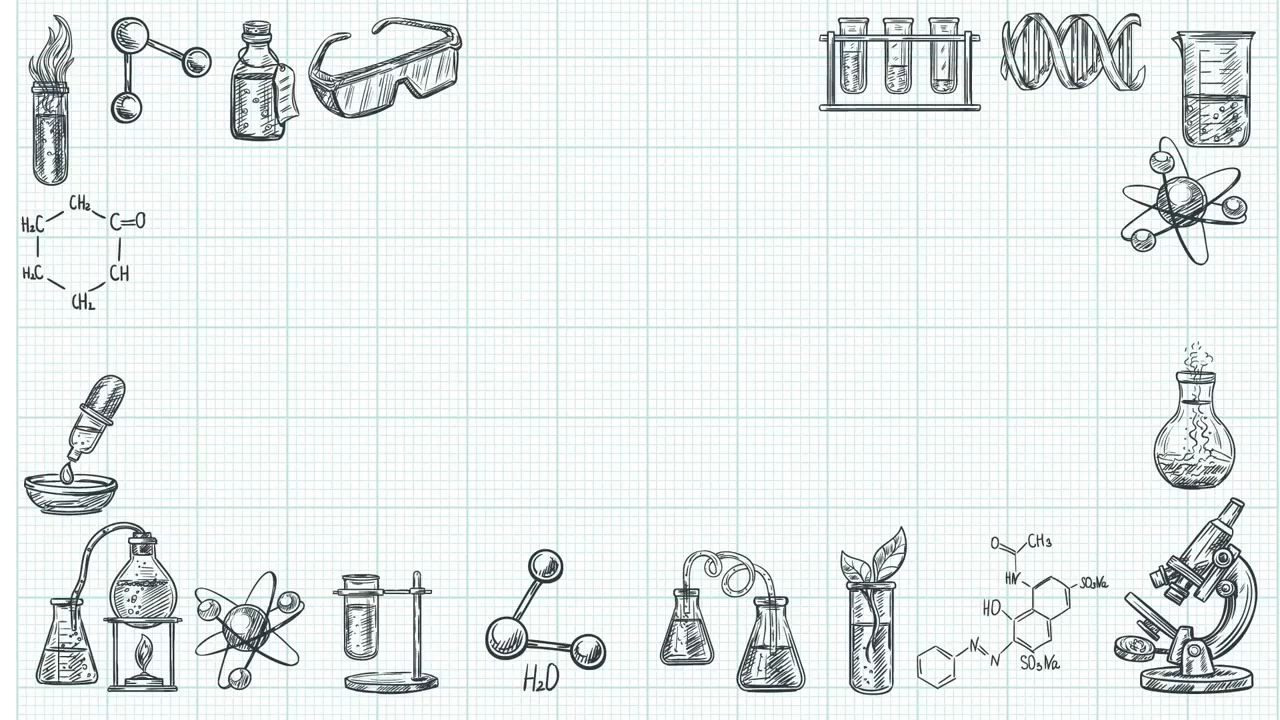 CH₂
H₂C C=O
H₂C CH
CH₂
O CH₃
HN SO₃Na
HO
N=N SO₃Na
H₂O